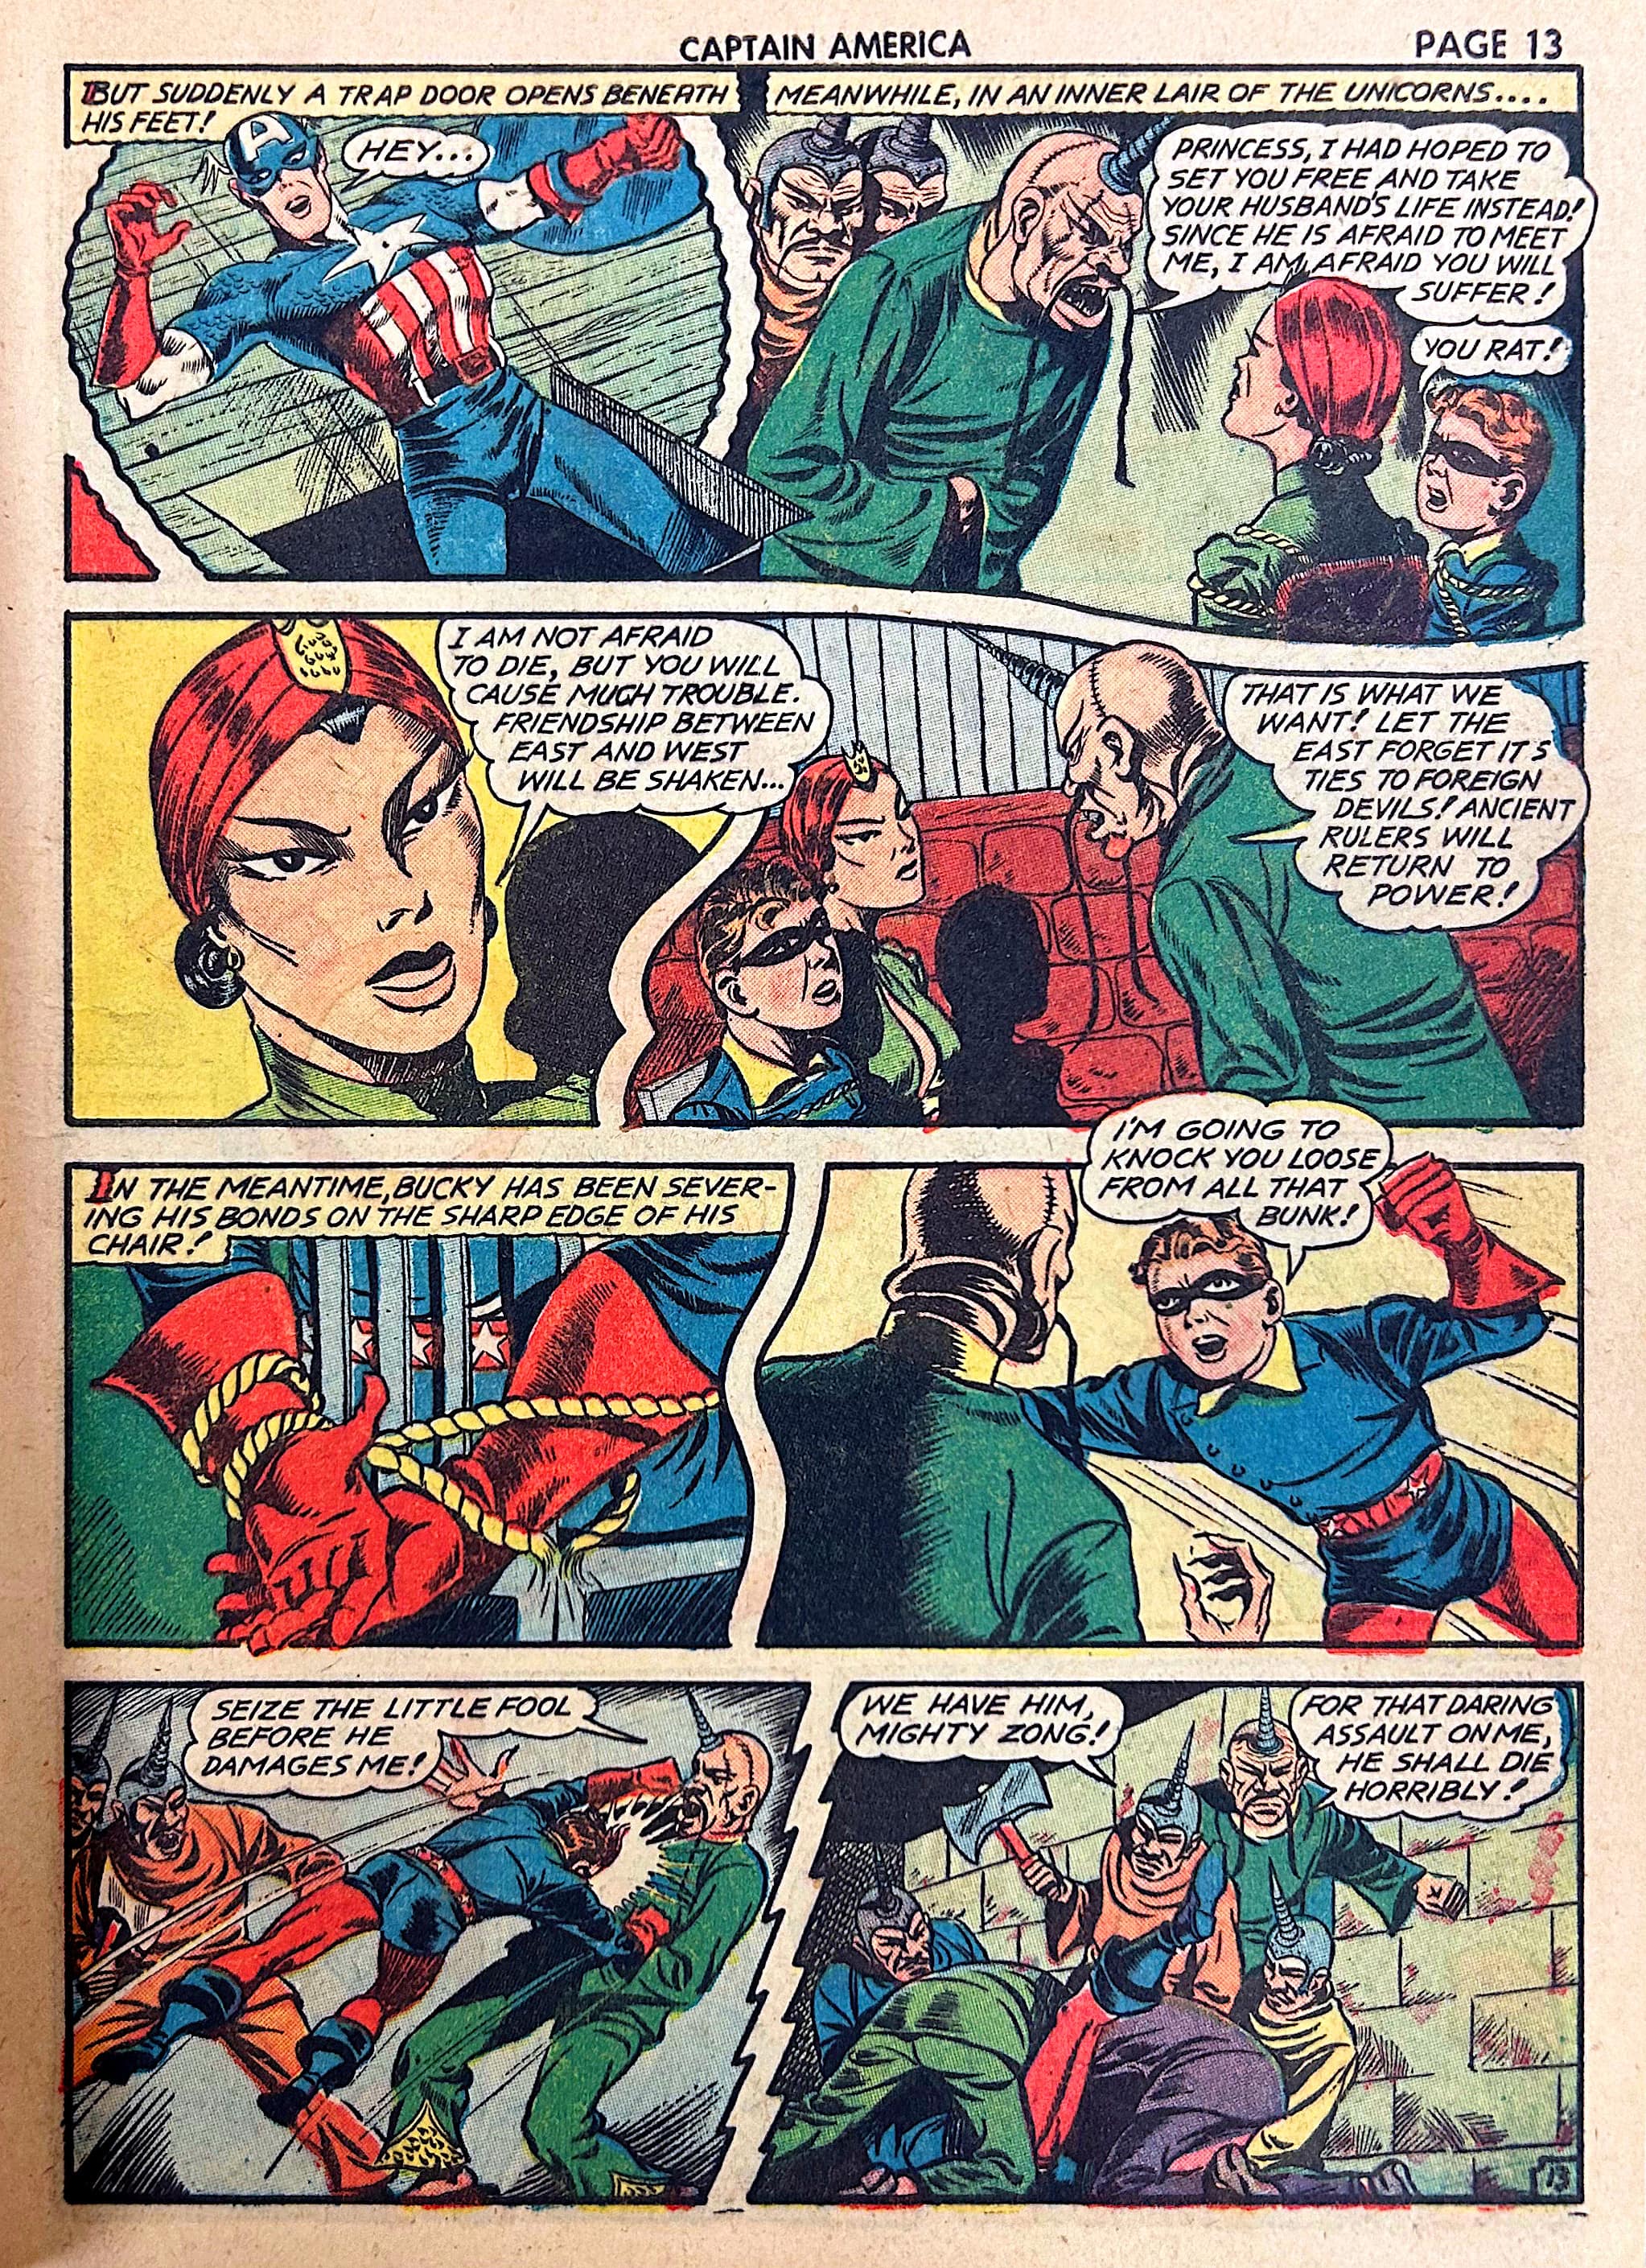 CAPTAIN AMERICA
PAGE 13
BUT SUDDENLY A TRAP DOOR OPENS BENEATH
HIS FEET!
HEY...
MEANWHILE, IN AN INNER LAIR OF THE UNICORNS....
PRINCESS, I HAD HOPED TO
SET YOU FREE AND TAKE
YOUR HUSBAND'S LIFE INSTEAD!
SINCE HE IS AFRAID TO MEET
ME, I AM AFRAID YOU WILL
SUFFER!
YOU RAT!
I AM NOT AFRAID
TO DIE, BUT YOU WILL
CAUSE MUCH TROUBLE.
FRIENDSHIP BETWEEN
EAST AND WEST
WILL BE SHAKEN...
THAT IS WHAT WE
WANT! LET THE
EAST FORGET IT'S
TIES TO FOREIGN
DEVILS! ANCIENT
RULERS WILL
RETURN TO
POWER!
IN THE MEANTIME, BUCKY HAS BEEN SEVER-
ING HIS BONDS ON THE SHARP EDGE OF HIS
CHAIR!
I'M GOING TO
KNOCK YOU LOOSE
FROM ALL THAT
BUNK!
SEIZE THE LITTLE FOOL
BEFORE HE
DAMAGES ME!
WE HAVE HIM,
MIGHTY ZONG!
FOR THAT DARING
ASSAULT ON ME,
HE SHALL DIE
HORRIBLY!
13